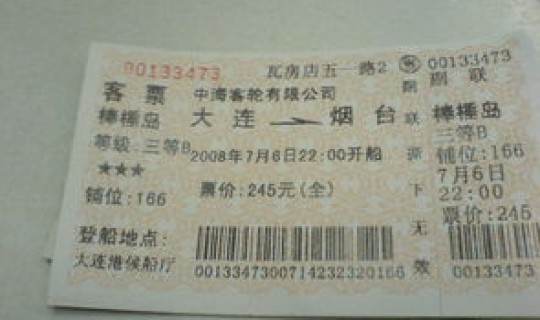 00133473 瓦房店五一路2 00133473
客票 中海客轮有限公司 副联
棒棰岛 大连 烟台 棒棰岛
等级:三等B 2008年7月6日22:00开船 三等B
★★★ 铺位:166
铺位:166 票价:245元(全) 7月6日
22:00
票价:245
登船地点:
大连港候船厅
0013347300714232320166 00133473
副联撕下无效